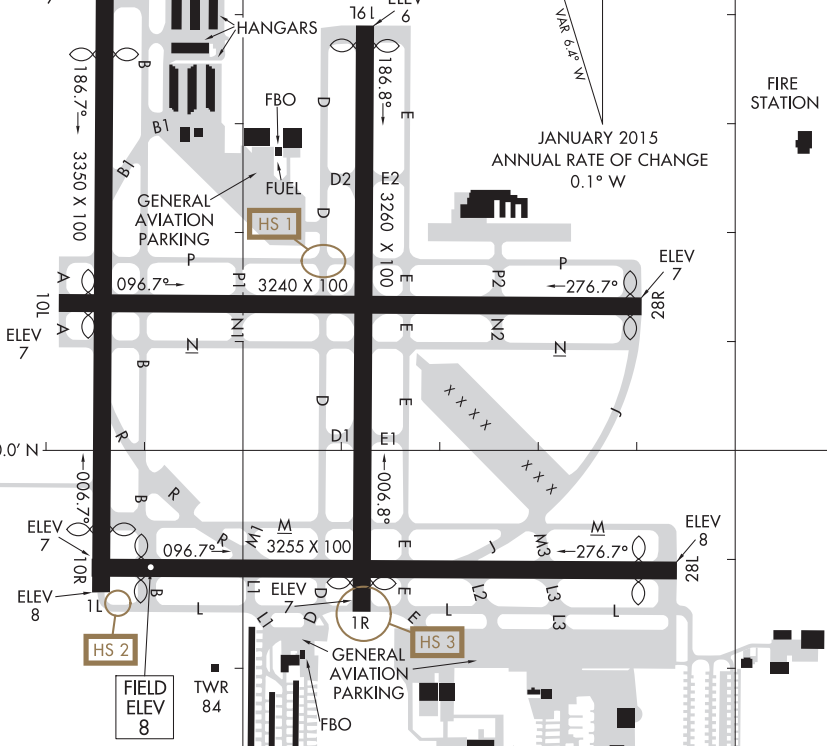 7
16L
ELEV
6
HANGARS
VAR 6.4° W
B
186.7°
186.8°
FIRE
STATION
FBO
D
E
B1
JANUARY 2015
ANNUAL RATE OF CHANGE
0.1° W
3350 X 100
B1
FUEL
D2
E2
GENERAL
AVIATION
PARKING
HS 1
D
3260 X 100
P
P
ELEV
7
A
096.7°
P1
3240 X 100
E
P2
276.7°
10L
28R
A
N1
E
N2
ELEV
7
N
N
B
X X X X
D
E
J
R
D1
E1
0.0' N
X X X
006.7°
006.8°
R
B
M
M
ELEV
7
ELEV
8
096.7°
R
M1
3255 X 100
E
J
M3
276.7°
10R
28L
ELEV
8
B
L1
ELEV
7
D
E
L2
L3
1L
L
L1
D
1R
E
L
L3
HS 2
HS 3
GENERAL
AVIATION
PARKING
FIELD
ELEV
8
TWR
84
FBO